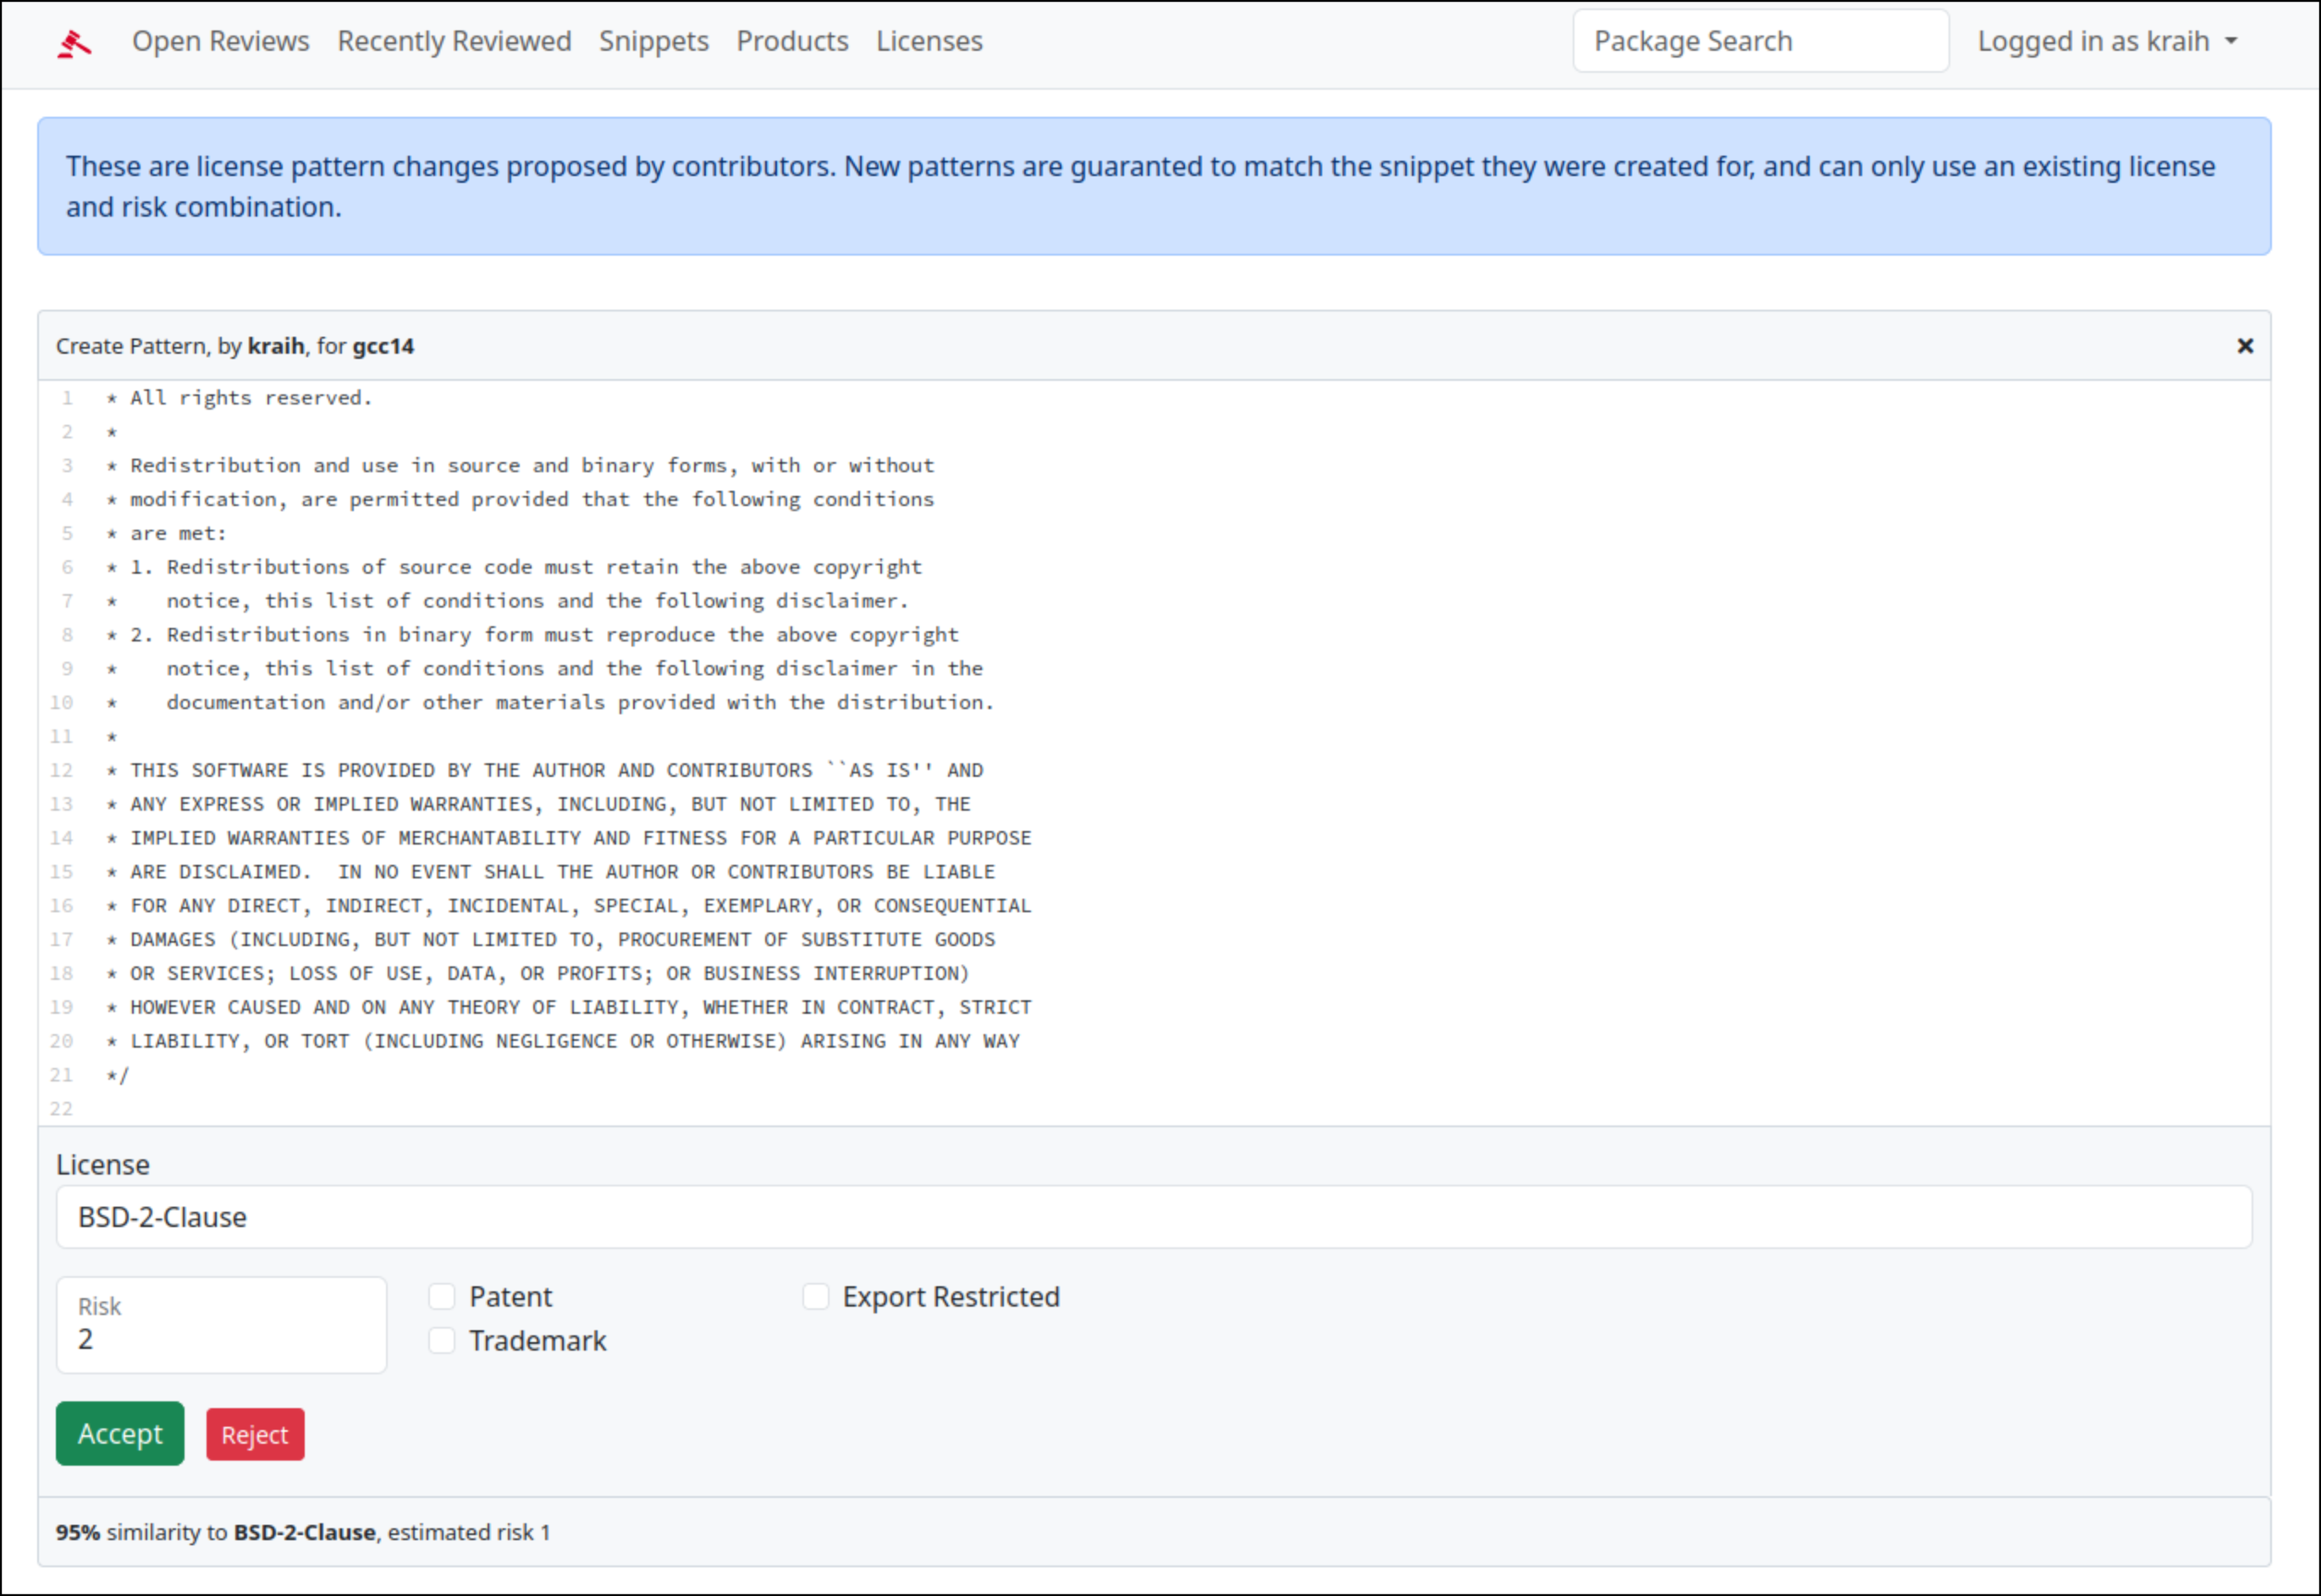 Open Reviews Recently Reviewed Snippets Products Licenses Package Search Logged in as kraih
These are license pattern changes proposed by contributors. New patterns are guaranted to match the snippet they were created for, and can only use an existing license
and risk combination.
Create Pattern, by kraih, for gcc14 ×
1 * All rights reserved.
2 *
3 * Redistribution and use in source and binary forms, with or without
4 * modification, are permitted provided that the following conditions
5 * are met:
6 * 1. Redistributions of source code must retain the above copyright
7 *    notice, this list of conditions and the following disclaimer.
8 * 2. Redistributions in binary form must reproduce the above copyright
9 *    notice, this list of conditions and the following disclaimer in the
10 *    documentation and/or other materials provided with the distribution.
11 *
12 * THIS SOFTWARE IS PROVIDED BY THE AUTHOR AND CONTRIBUTORS ``AS IS'' AND
13 * ANY EXPRESS OR IMPLIED WARRANTIES, INCLUDING, BUT NOT LIMITED TO, THE
14 * IMPLIED WARRANTIES OF MERCHANTABILITY AND FITNESS FOR A PARTICULAR PURPOSE
15 * ARE DISCLAIMED.  IN NO EVENT SHALL THE AUTHOR OR CONTRIBUTORS BE LIABLE
16 * FOR ANY DIRECT, INDIRECT, INCIDENTAL, SPECIAL, EXEMPLARY, OR CONSEQUENTIAL
17 * DAMAGES (INCLUDING, BUT NOT LIMITED TO, PROCUREMENT OF SUBSTITUTE GOODS
18 * OR SERVICES; LOSS OF USE, DATA, OR PROFITS; OR BUSINESS INTERRUPTION)
19 * HOWEVER CAUSED AND ON ANY THEORY OF LIABILITY, WHETHER IN CONTRACT, STRICT
20 * LIABILITY, OR TORT (INCLUDING NEGLIGENCE OR OTHERWISE) ARISING IN ANY WAY
21 */
22
License
BSD-2-Clause
Risk
2
Patent
Export Restricted
Trademark
Accept Reject
95% similarity to BSD-2-Clause, estimated risk 1